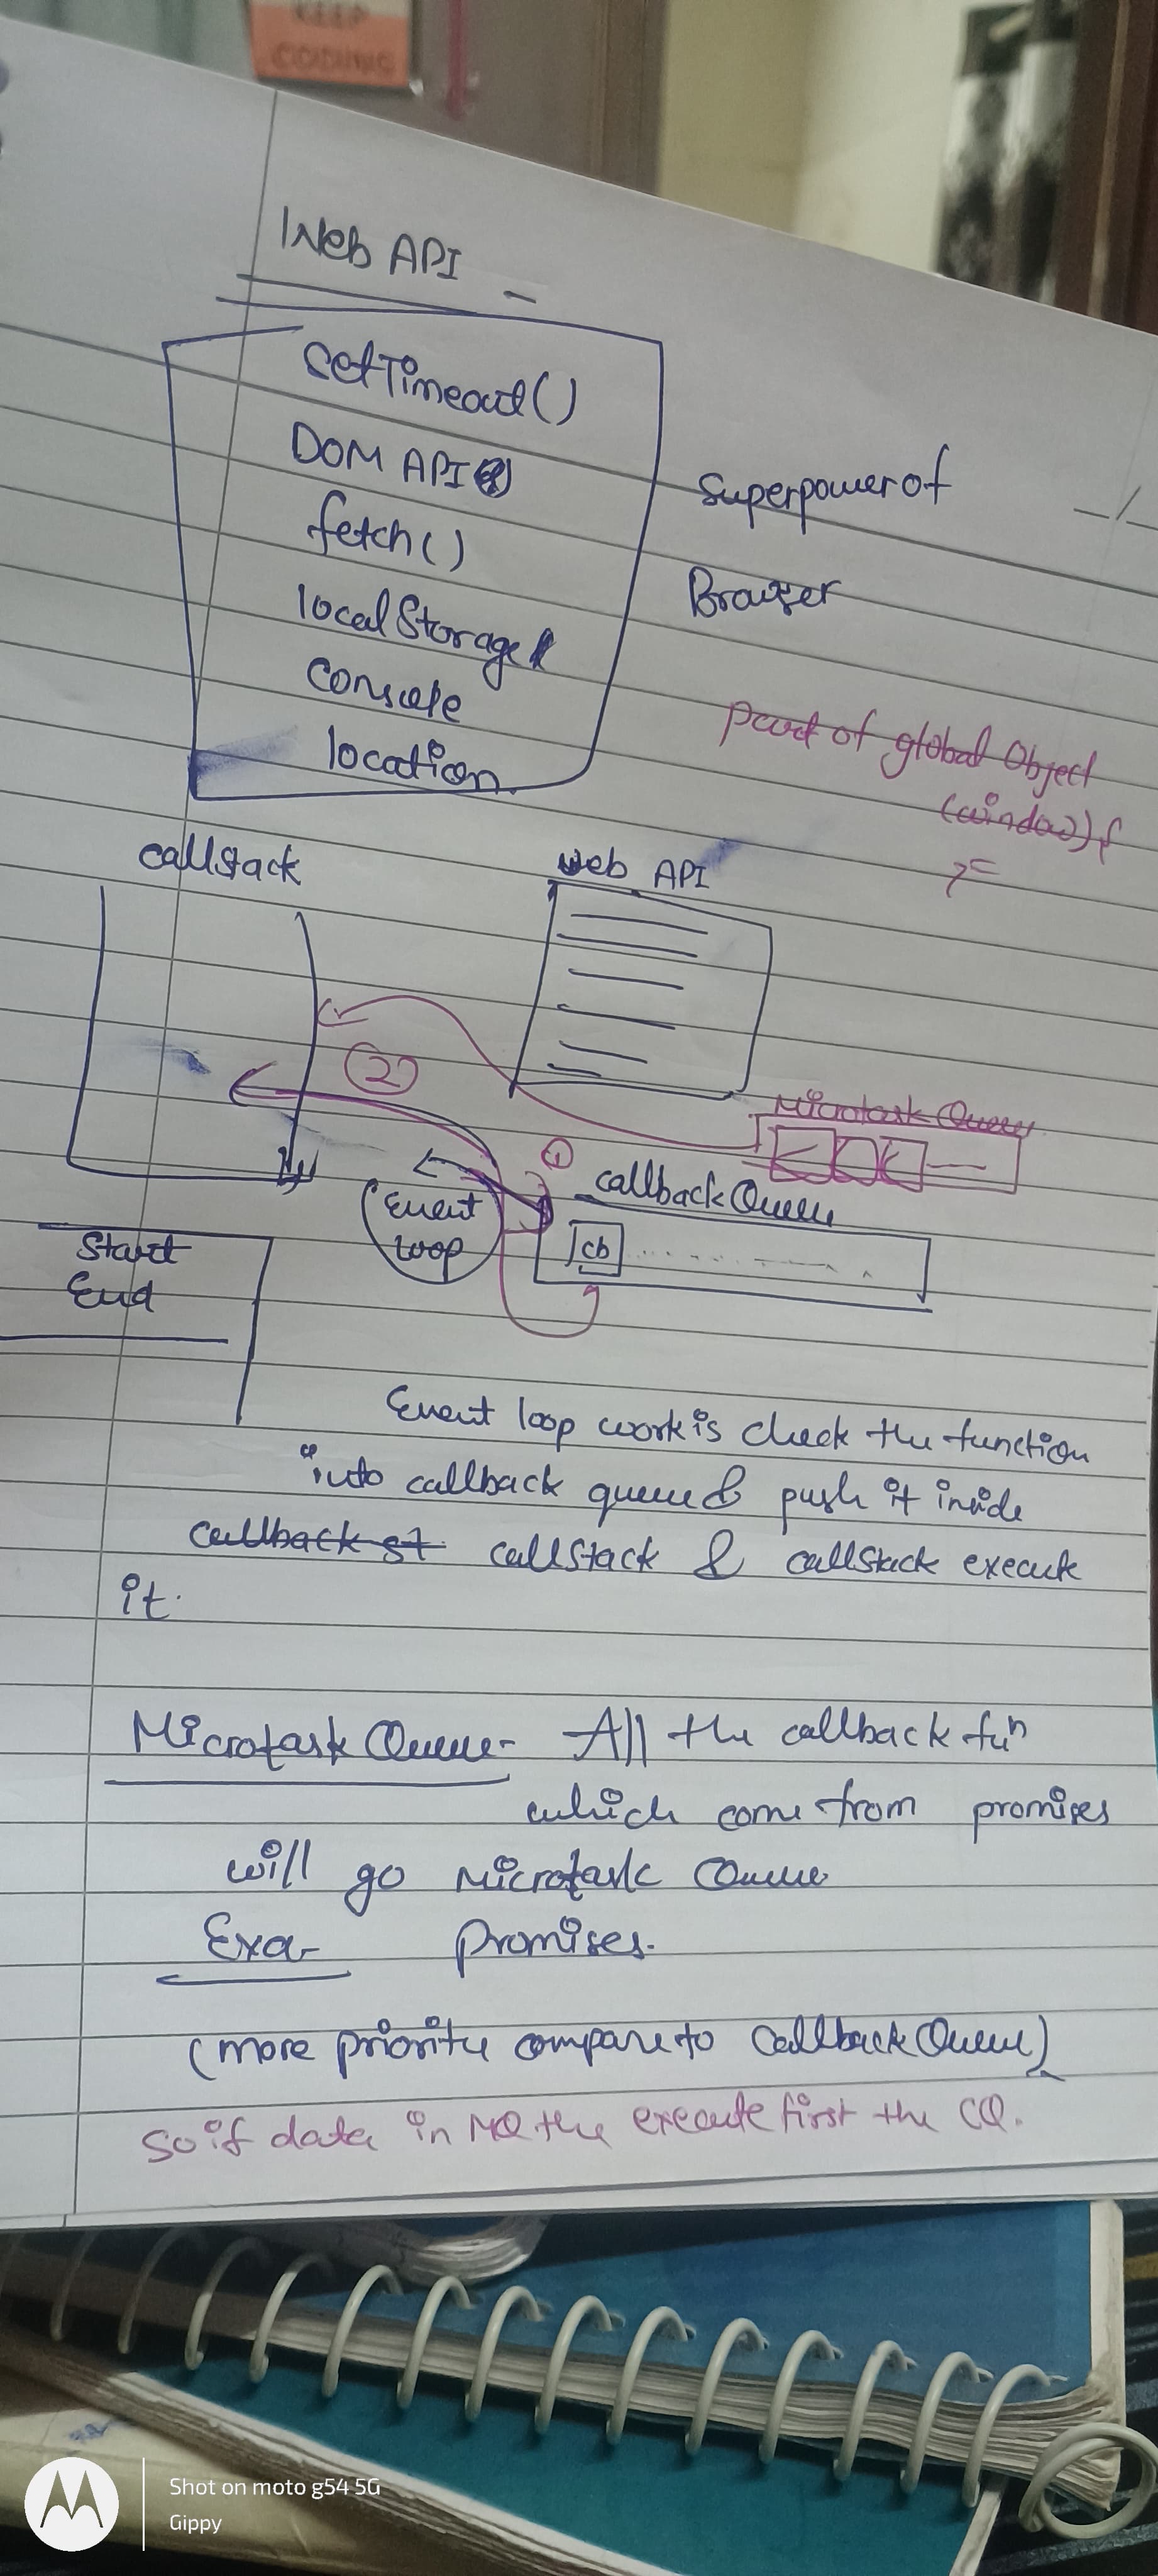 KEEP
CODING
Web API -
setTimeout()
DOM API
fetch()
localStorage
Console
location
Superpower of
Browser
part of global Object
(window)
callstack
web API
2
Microtask Queue
1
callback Queue
cb
Event
loop
Start
End
Event loop work is check the function
into callback queue & push it inside
callback st callstack & callstack execute
it.
Microtask Queue- All the callback fun
which come from promises
will go Microtask Queue
Exa- Promises.
(more priority compare to Callback Queue)
So if data in MQ the execute first the CQ.
Shot on moto g54 5G
Gippy